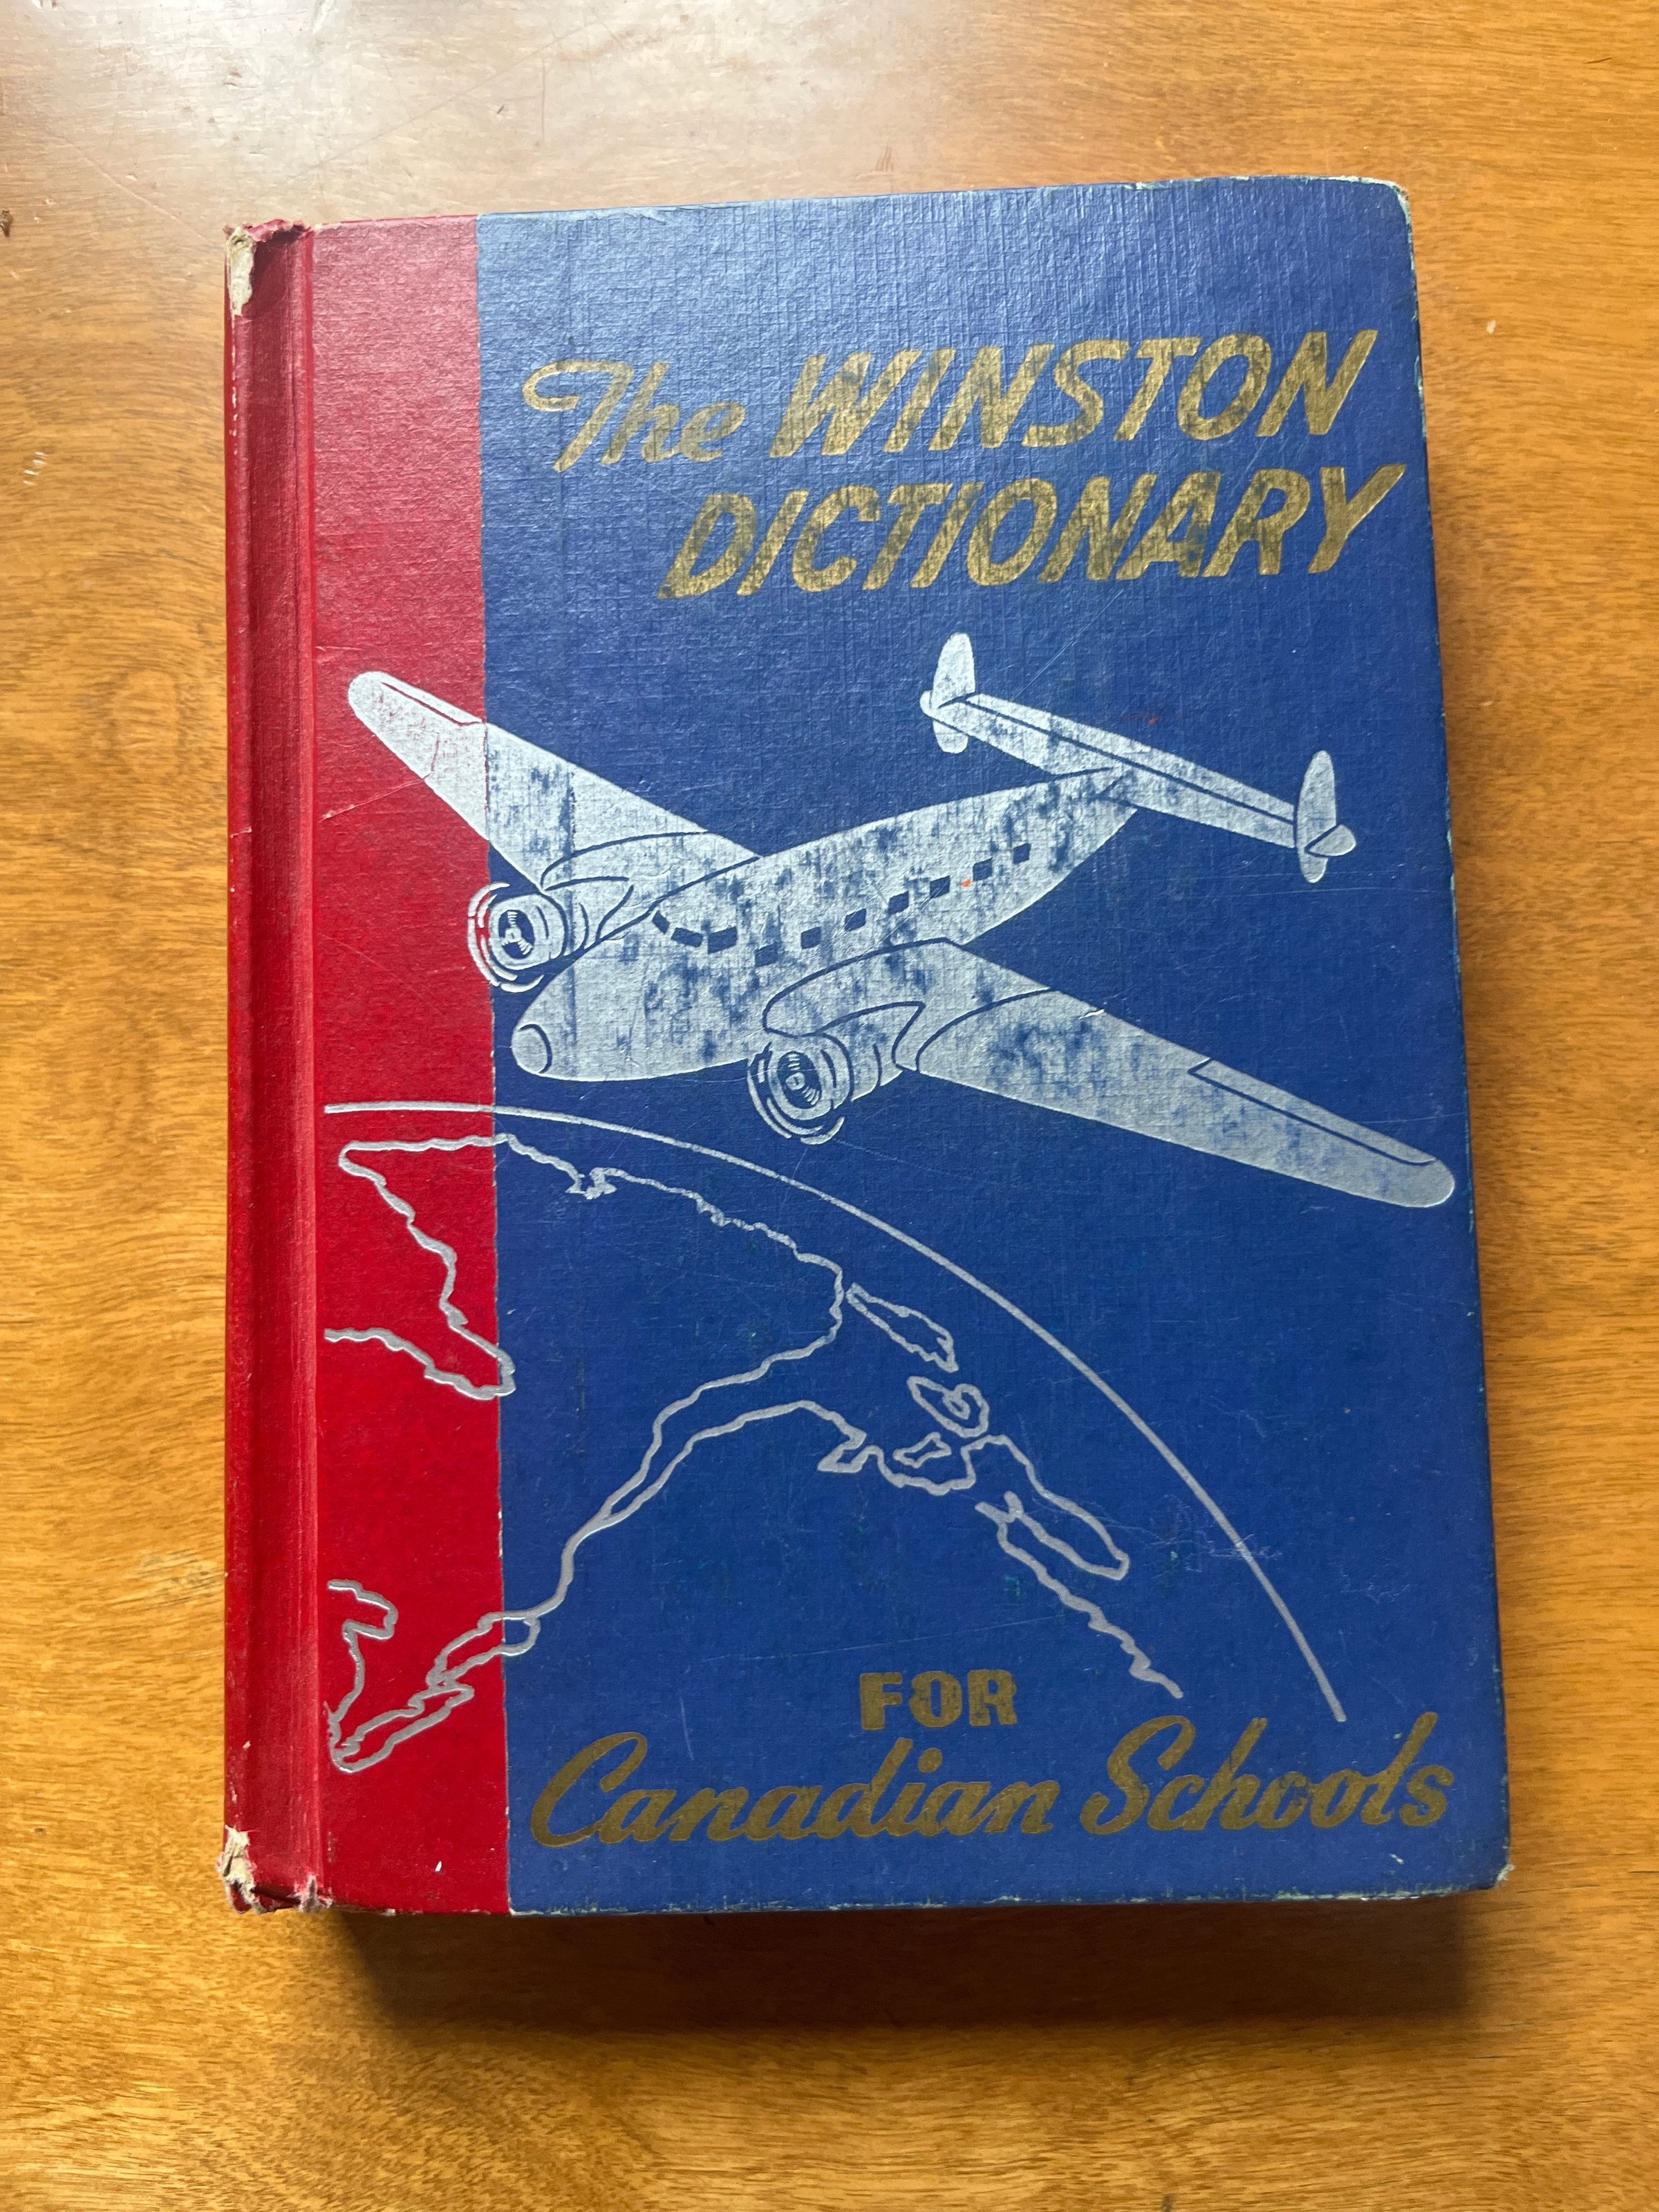 The WINSTON
DICTIONARY
FOR
Canadian Schools